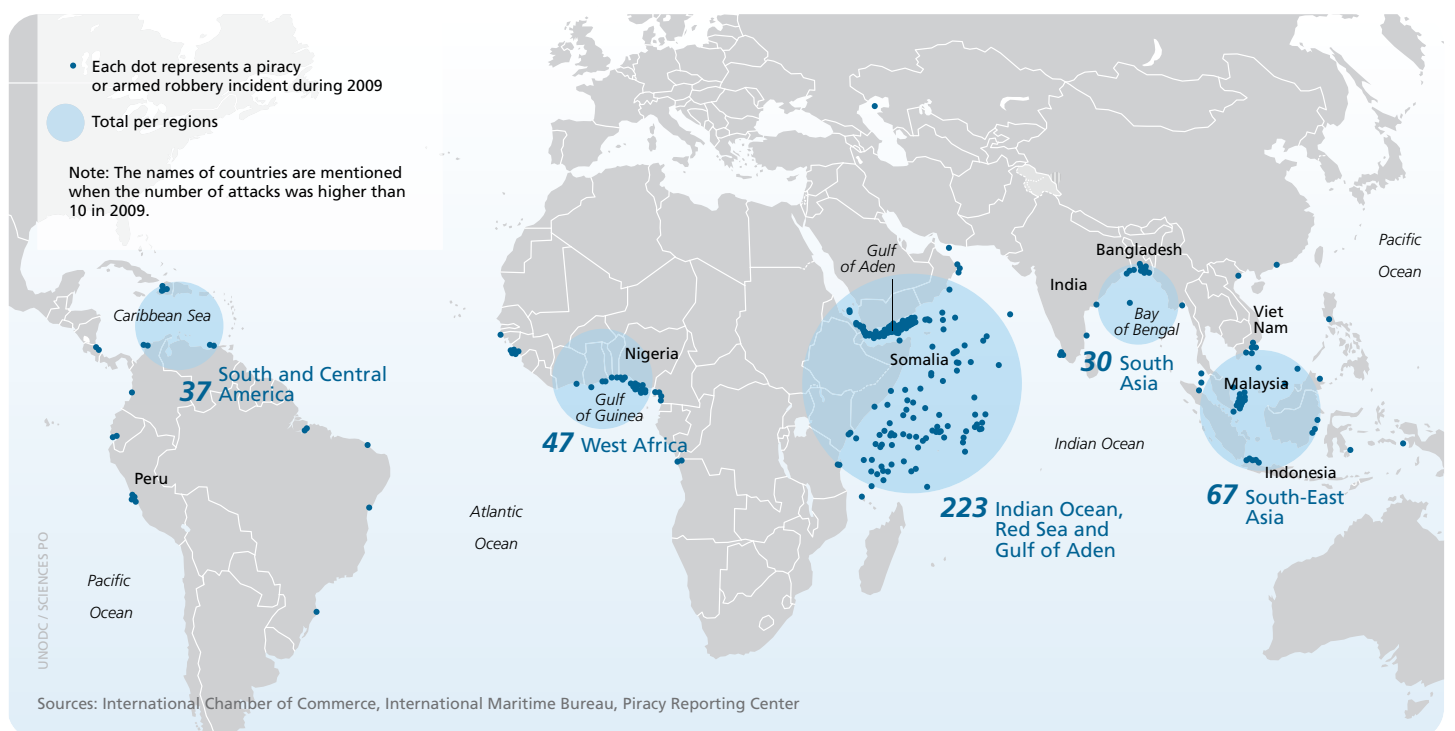 Each dot represents a piracy
or armed robbery incident during 2009
Total per regions
Note: The names of countries are mentioned
when the number of attacks was higher than
10 in 2009.
Pacific
Ocean
Gulf
of Aden
Bangladesh
India
Caribbean Sea
Bay
of Bengal
Viet
Nam
Nigeria
Somalia
30 South
Asia
37 South and Central
America
Malaysia
Gulf
of Guinea
47 West Africa
Indian Ocean
Peru
Indonesia
67 South-East
Asia
223 Indian Ocean,
Red Sea and
Gulf of Aden
Atlantic
Ocean
Pacific
Ocean
UNODC / SCIENCES PO
Sources: International Chamber of Commerce, International Maritime Bureau, Piracy Reporting Center